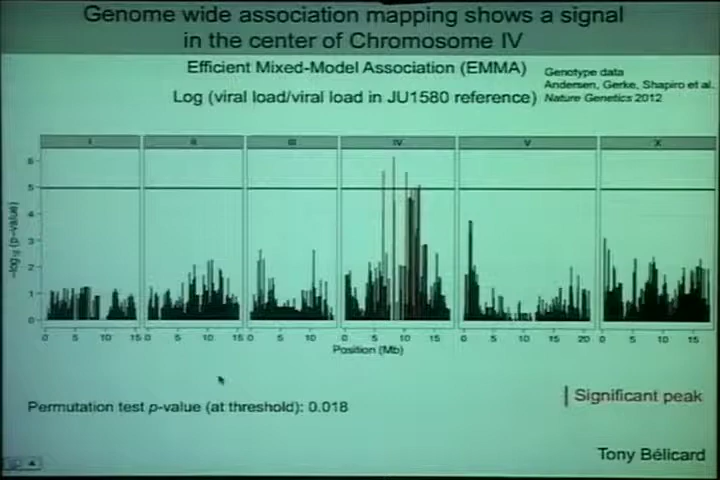 Genome wide association mapping shows a signal
in the center of Chromosome IV
Efficient Mixed-Model Association (EMMA)
Genotype data
Andersen, Gerke, Shapiro et al.
Nature Genetics 2012
Log (viral load/viral load in JU1580 reference)
I II III IV V X
6
5
4
3
2
1
0
-log (p-value)
0 5 10 15 0 5 10 15 0 5 10 0 5 10 15 0 5 10 15 20 0 5 10 15
Position (Mb)
Significant peak
Permutation test p-value (at threshold): 0.018
Tony Bélicard